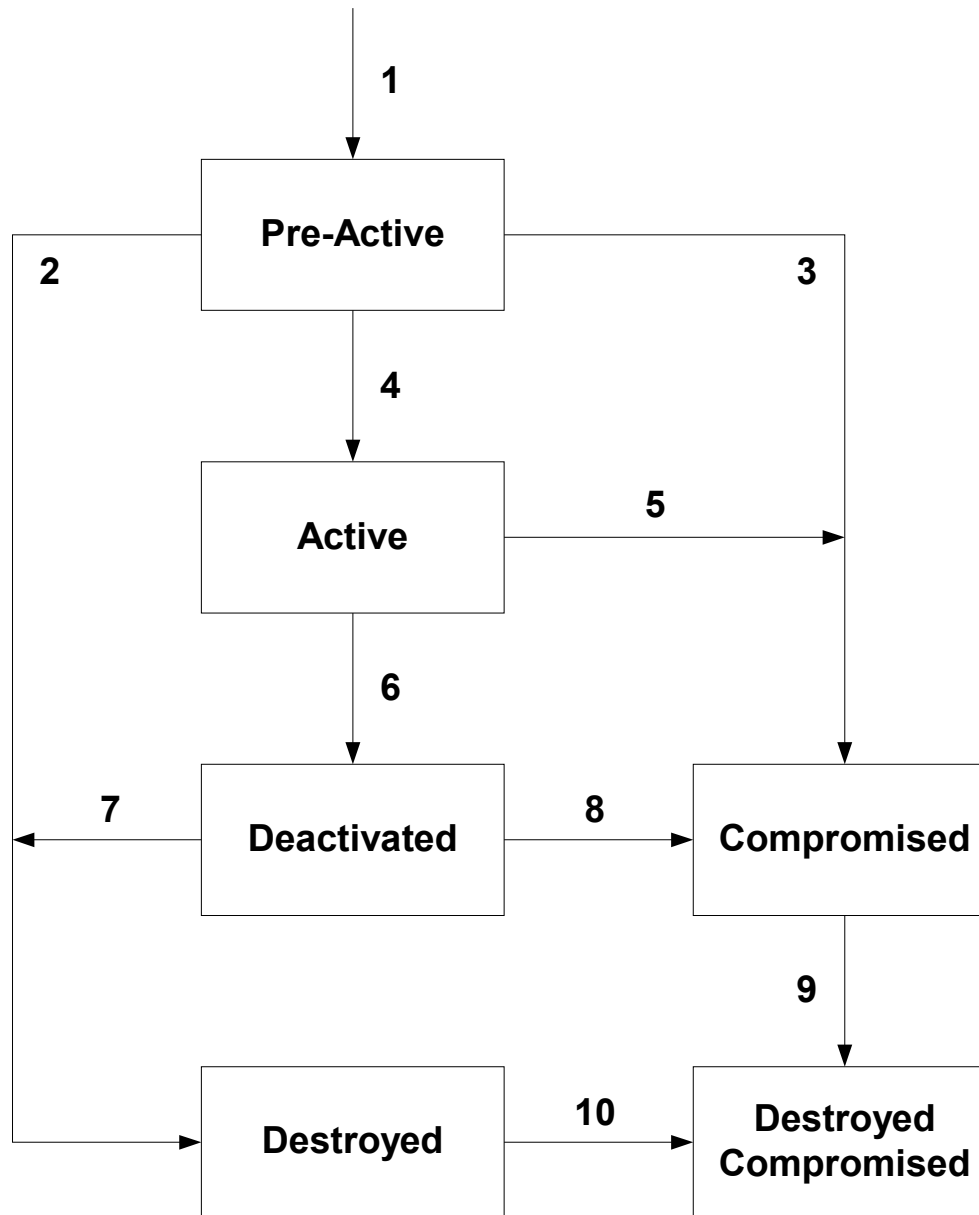 1
Pre-Active
2
3
4
Active
5
6
7
Deactivated
8
Compromised
9
Destroyed
10
Destroyed
Compromised